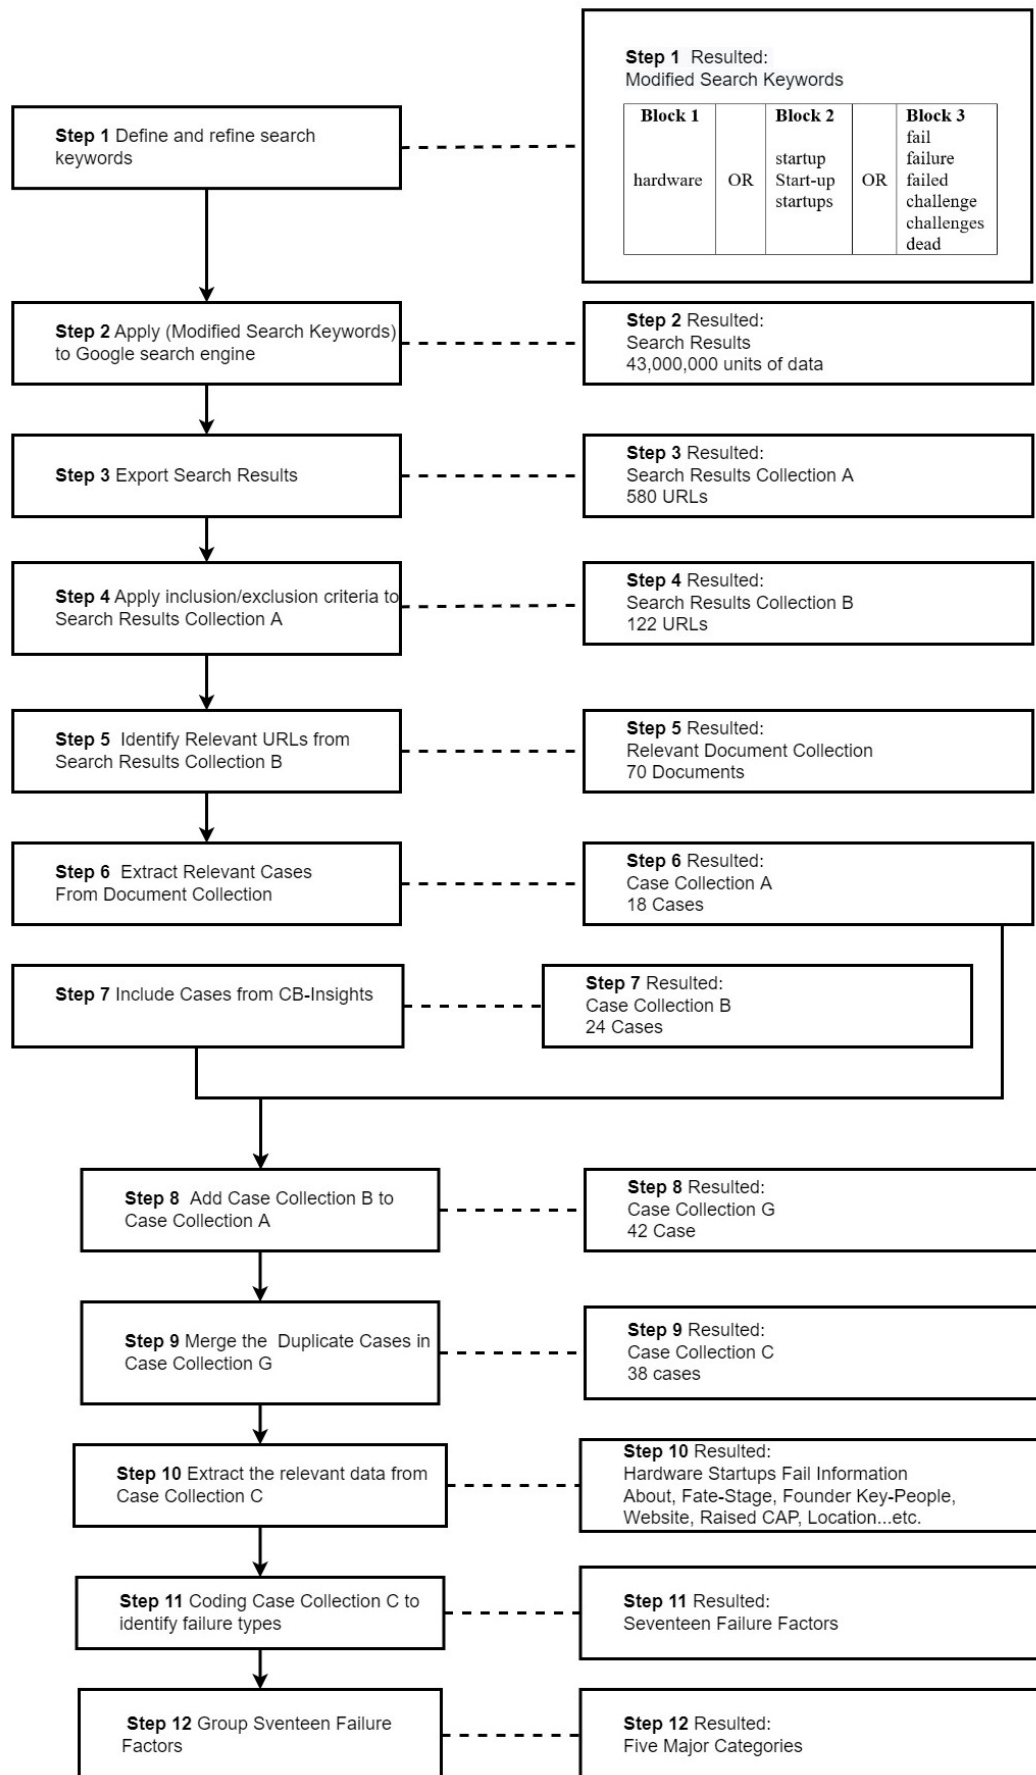 Step 1 Define and refine search
keywords
Step 1 Resulted:
Modified Search Keywords
Block 1
hardware
OR
Block 2
startup
Start-up
startups
OR
Block 3
fail
failure
failed
challenge
challenges
dead
Step 2 Apply (Modified Search Keywords)
to Google search engine
Step 2 Resulted:
Search Results
43,000,000 units of data
Step 3 Export Search Results
Step 3 Resulted:
Search Results Collection A
580 URLs
Step 4 Apply inclusion/exclusion criteria to
Search Results Collection A
Step 4 Resulted:
Search Results Collection B
122 URLs
Step 5 Identify Relevant URLs from
Search Results Collection B
Step 5 Resulted:
Relevant Document Collection
70 Documents
Step 6 Extract Relevant Cases
From Document Collection
Step 6 Resulted:
Case Collection A
18 Cases
Step 7 Include Cases from CB-Insights
Step 7 Resulted:
Case Collection B
24 Cases
Step 8 Add Case Collection B to
Case Collection A
Step 8 Resulted:
Case Collection G
42 Case
Step 9 Merge the Duplicate Cases in
Case Collection G
Step 9 Resulted:
Case Collection C
38 cases
Step 10 Extract the relevant data from
Case Collection C
Step 10 Resulted:
Hardware Startups Fail Information
About, Fate-Stage, Founder Key-People,
Website, Raised CAP, Location...etc.
Step 11 Coding Case Collection C to
identify failure types
Step 11 Resulted:
Seventeen Failure Factors
Step 12 Group Sventeen Failure
Factors
Step 12 Resulted:
Five Major Categories